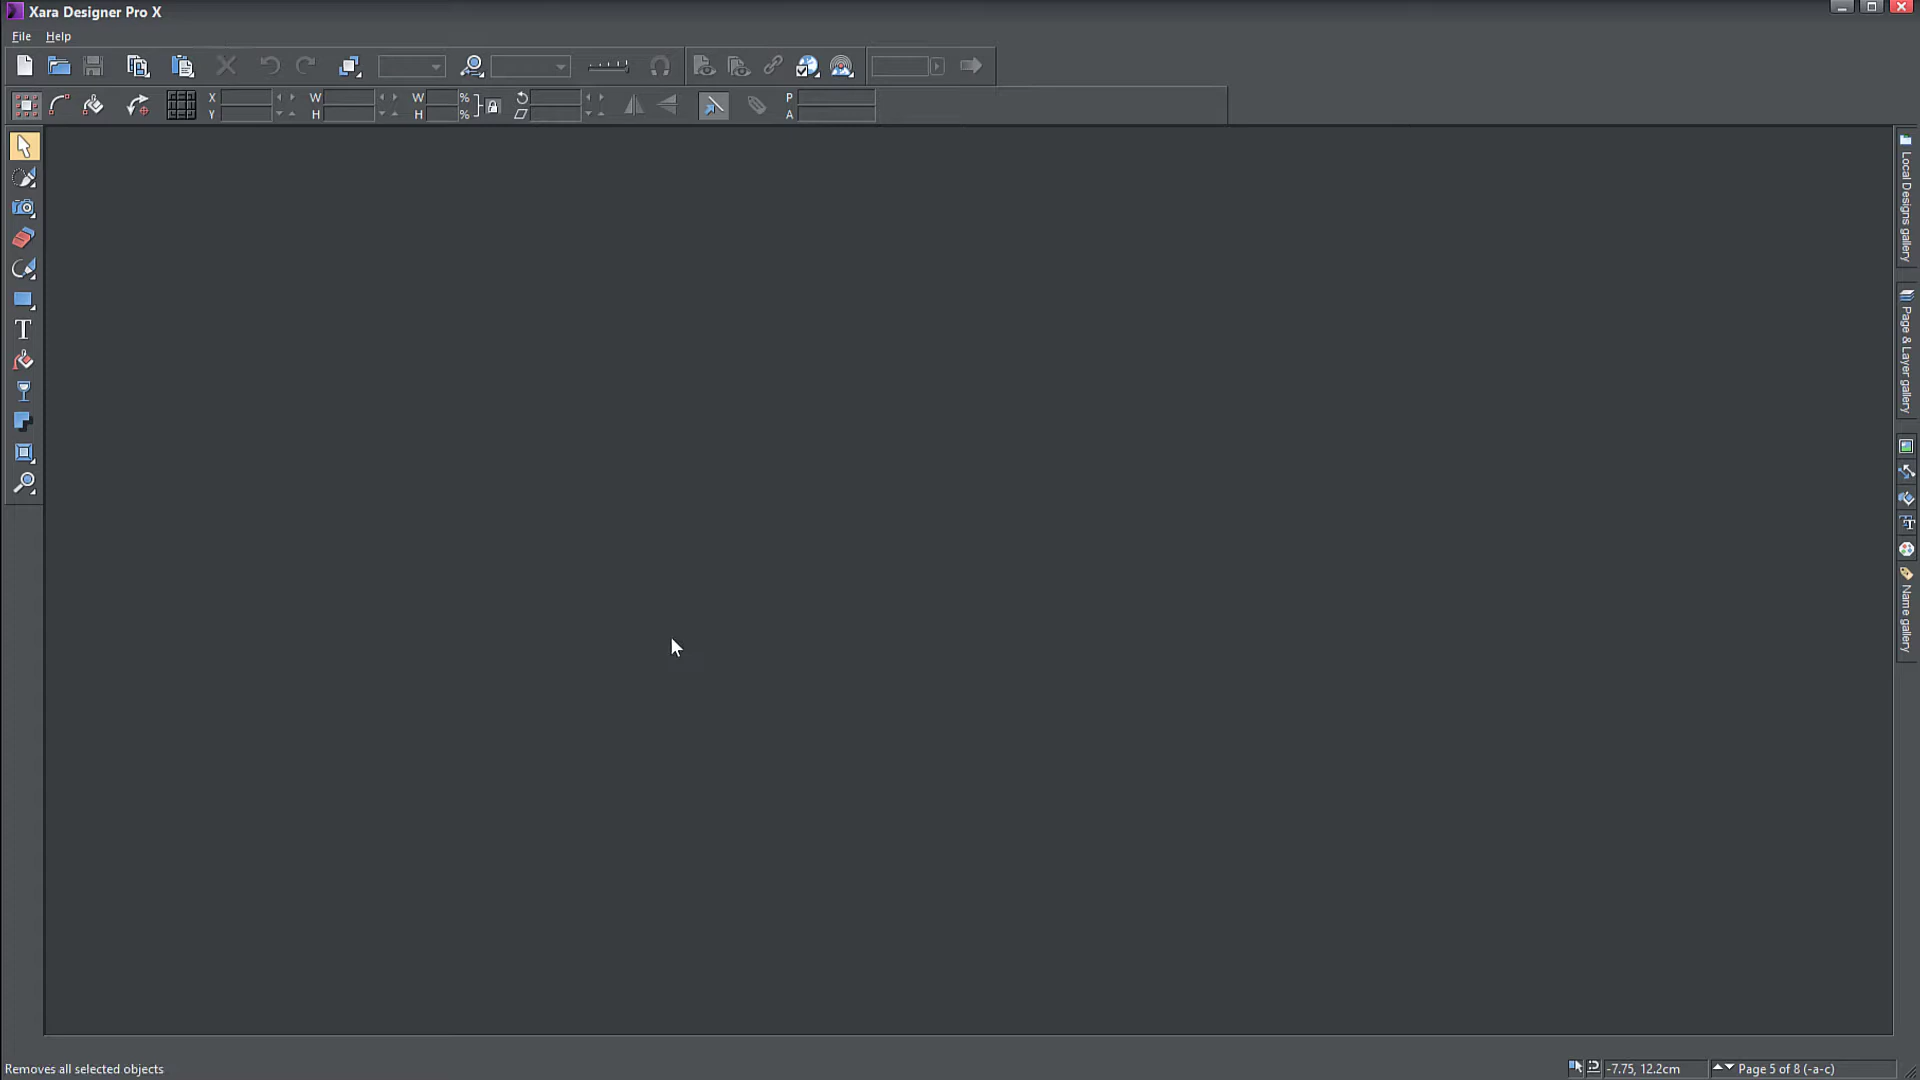 Xara Designer Pro X
File Help
X W W %
Y H H %
P
A
T
Local Designs gallery
Page & Layer gallery
T
Name gallery
Removes all selected objects
-7.75, 12.2cm
Page 5 of 8 (-a-c)